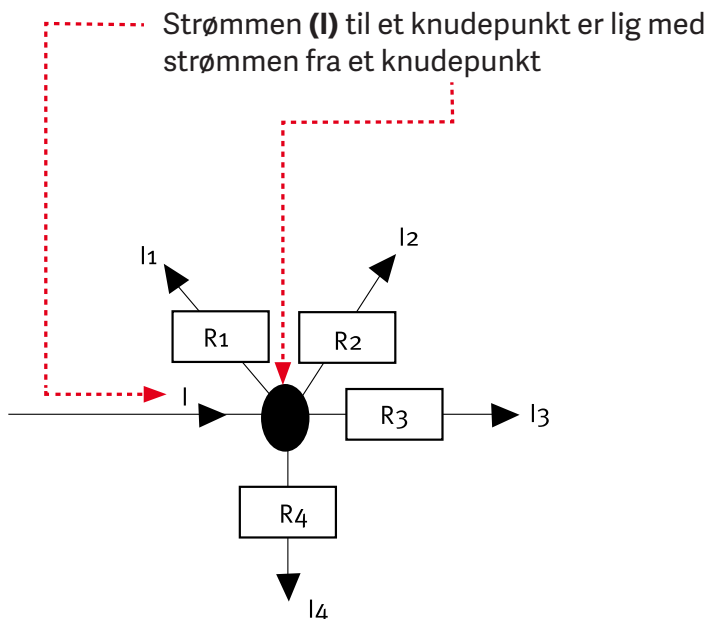 Strømmen (I) til et knudepunkt er lig med
strømmen fra et knudepunkt
I1
I2
R1
R2
I
R3
I3
R4
I4